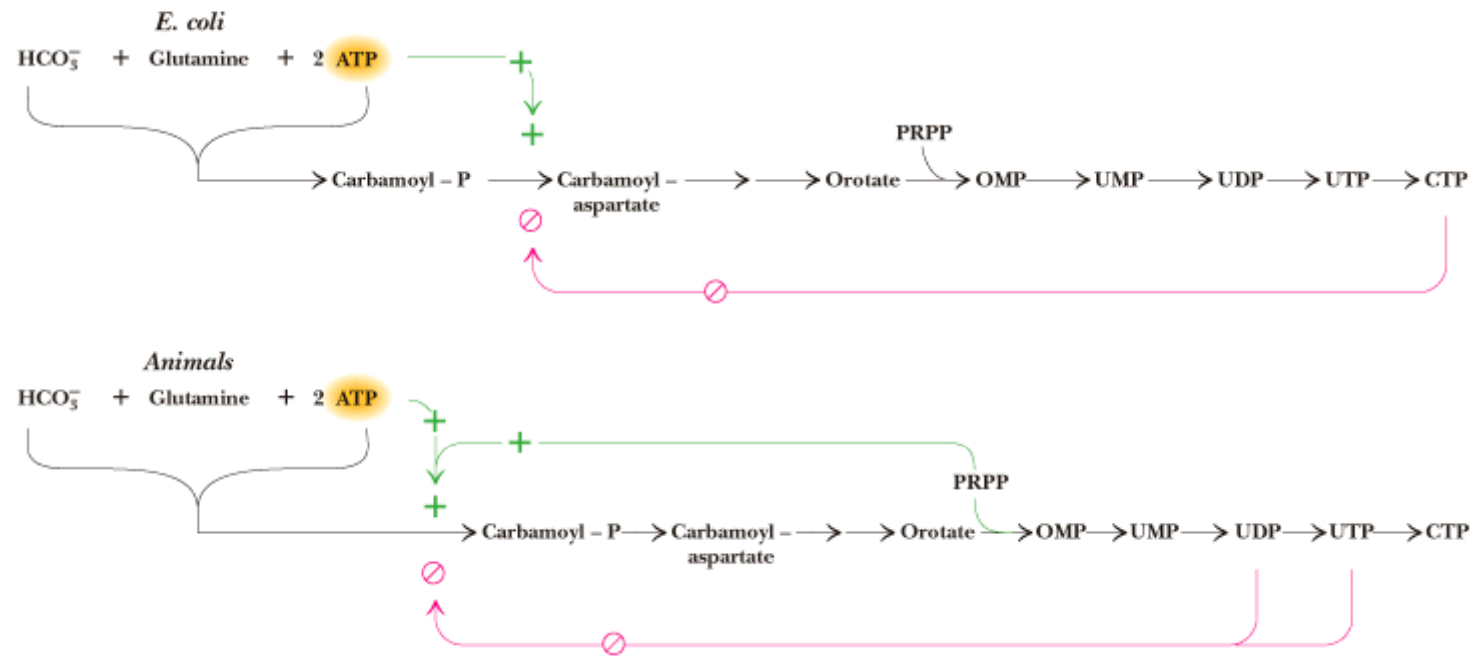 E. coli
HCO₃⁻ + Glutamine + 2 ATP
+
+
PRPP
Carbamoyl – P
Carbamoyl –
aspartate
Orotate
OMP
UMP
UDP
UTP
CTP
Animals
HCO₃⁻ + Glutamine + 2 ATP
+
+
PRPP
+
Carbamoyl – P
Carbamoyl –
aspartate
Orotate
OMP
UMP
UDP
UTP
CTP